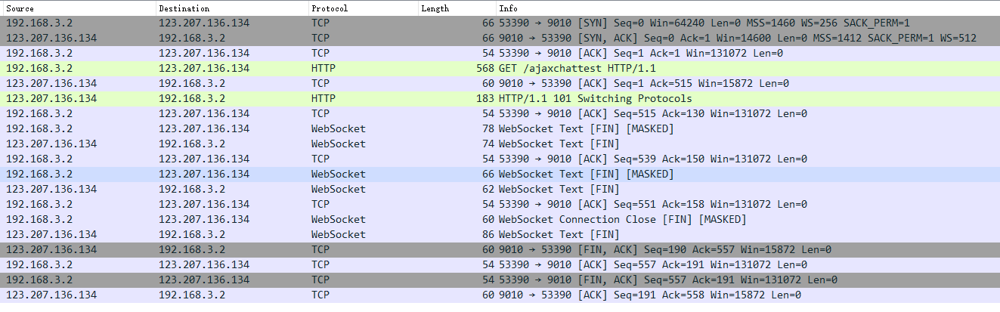 Source Destination Protocol Length Info
192.168.3.2 123.207.136.134 TCP 66 53390 → 9010 [SYN] Seq=0 Win=64240 Len=0 MSS=1460 WS=256 SACK_PERM=1
123.207.136.134 192.168.3.2 TCP 66 9010 → 53390 [SYN, ACK] Seq=0 Ack=1 Win=14600 Len=0 MSS=1412 SACK_PERM=1 WS=512
192.168.3.2 123.207.136.134 TCP 54 53390 → 9010 [ACK] Seq=1 Ack=1 Win=131072 Len=0
192.168.3.2 123.207.136.134 HTTP 568 GET /ajaxchattest HTTP/1.1
192.168.3.2 123.207.136.134 TCP 60 9010 → 53390 [ACK] Seq=1 Ack=515 Win=15872 Len=0
123.207.136.134 192.168.3.2 HTTP 183 HTTP/1.1 101 Switching Protocols
192.168.3.2 123.207.136.134 TCP 54 53390 → 9010 [ACK] Seq=515 Ack=130 Win=131072 Len=0
192.168.3.2 123.207.136.134 WebSocket 78 WebSocket Text [FIN] [MASKED]
123.207.136.134 192.168.3.2 WebSocket 74 WebSocket Text [FIN]
192.168.3.2 123.207.136.134 TCP 54 53390 → 9010 [ACK] Seq=539 Ack=150 Win=131072 Len=0
192.168.3.2 123.207.136.134 WebSocket 66 WebSocket Text [FIN] [MASKED]
123.207.136.134 192.168.3.2 WebSocket 62 WebSocket Text [FIN]
192.168.3.2 123.207.136.134 TCP 54 53390 → 9010 [ACK] Seq=551 Ack=158 Win=131072 Len=0
192.168.3.2 123.207.136.134 WebSocket 60 WebSocket Connection Close [FIN] [MASKED]
123.207.136.134 192.168.3.2 WebSocket 86 WebSocket Text [FIN]
123.207.136.134 192.168.3.2 TCP 60 9010 → 53390 [FIN, ACK] Seq=190 Ack=557 Win=15872 Len=0
192.168.3.2 123.207.136.134 TCP 54 53390 → 9010 [ACK] Seq=557 Ack=191 Win=131072 Len=0
192.168.3.2 123.207.136.134 TCP 54 53390 → 9010 [FIN, ACK] Seq=557 Ack=191 Win=131072 Len=0
123.207.136.134 192.168.3.2 TCP 60 9010 → 53390 [ACK] Seq=191 Ack=558 Win=15872 Len=0